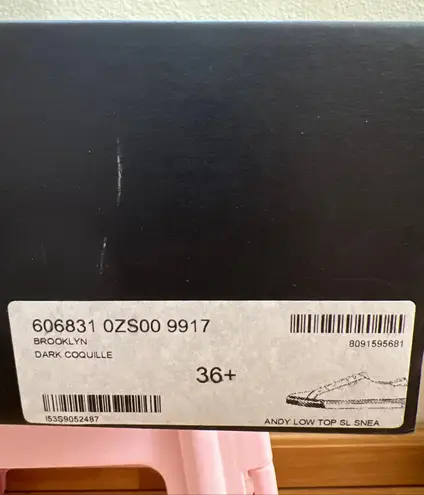 606831 0ZS00 9917
BROOKLYN
DARK COQUILLE
8091595681
36+
I53S9052487
ANDY LOW TOP SL SNEA